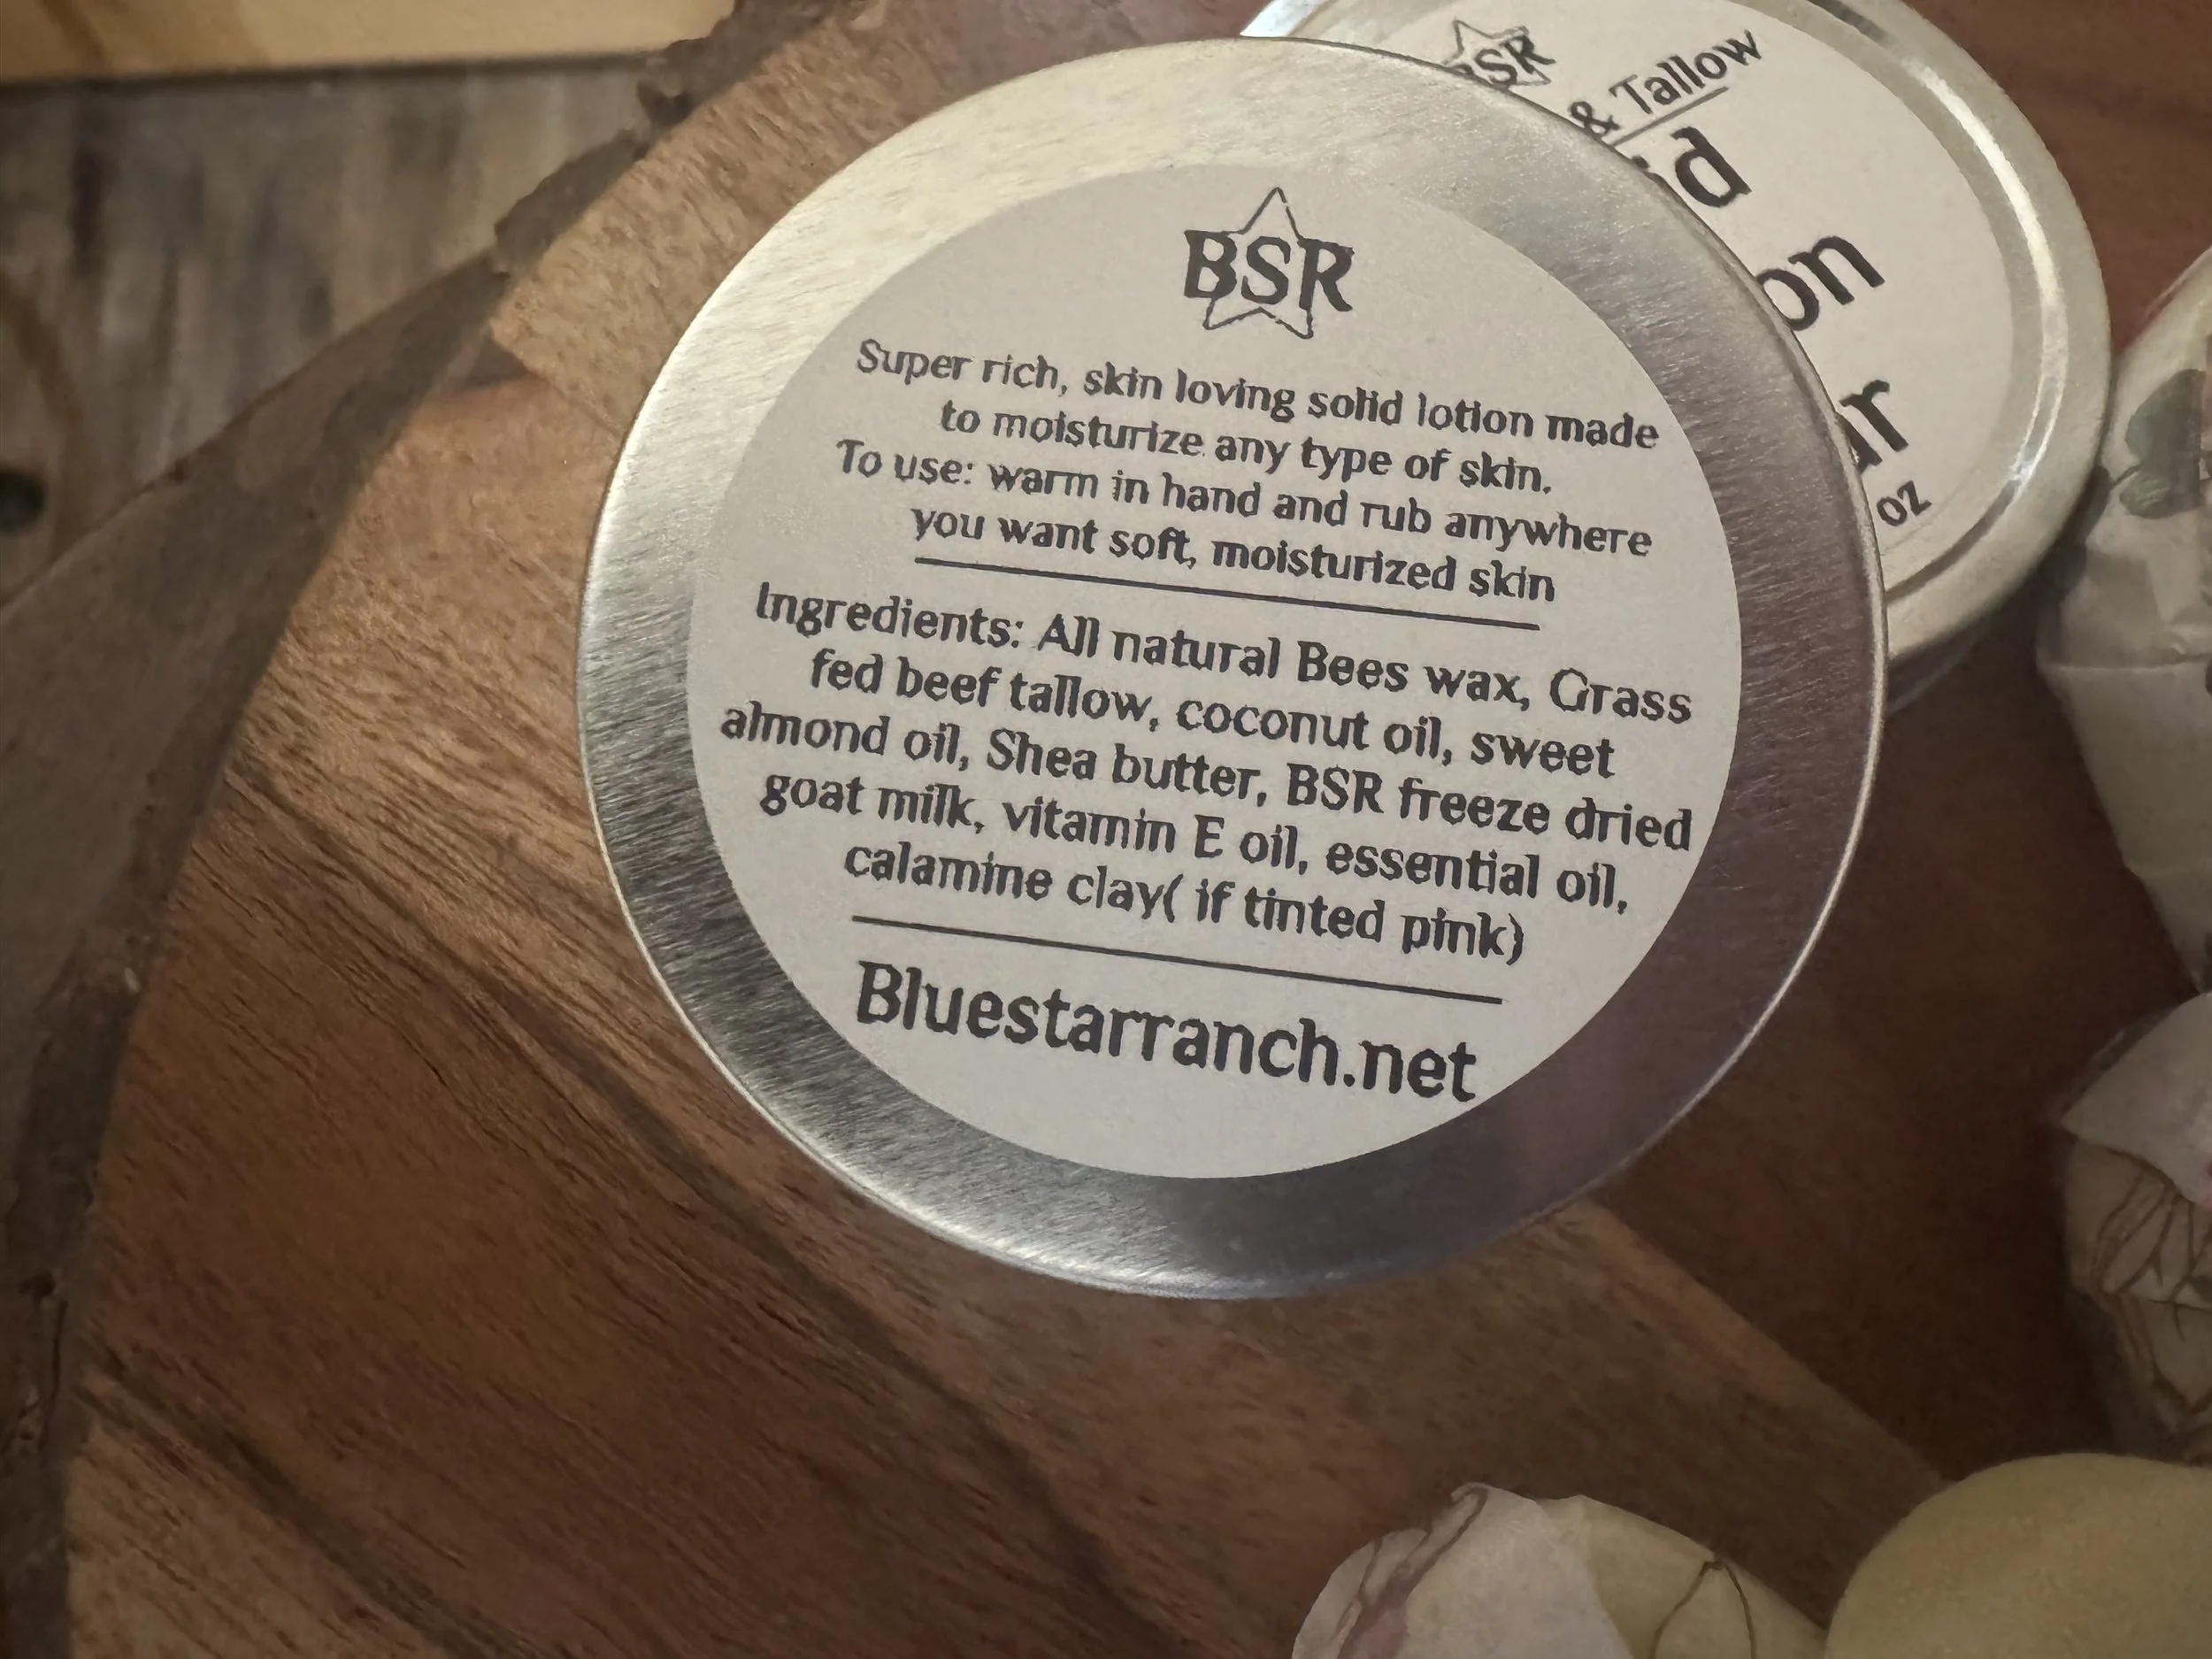 BSR
Super rich, skin loving solid lotion made
to moisturize any type of skin.
To use: warm in hand and rub anywhere
you want soft, moisturized skin
Ingredients: All natural Bees wax, Grass
fed beef tallow, coconut oil, sweet
almond oil, Shea butter, BSR freeze dried
goat milk, vitamin E oil, essential oil,
calamine clay( if tinted pink)
Bluestarranch.net
BSR
& Tallow
oz